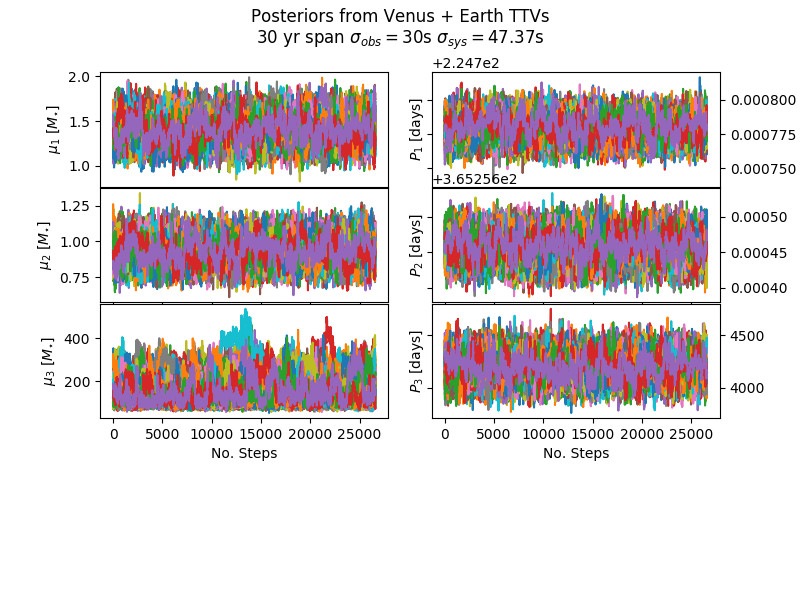 Posteriors from Venus + Earth TTVs
30 yr span σ_obs = 30s σ_sys = 47.37s
+2.247e2
2.0
1.5
1.0
μ₁ [M⋆]
P₁ [days]
0.000800
0.000775
0.000750
+3.65256e2
1.25
1.00
0.75
μ₂ [M⋆]
P₂ [days]
0.00050
0.00045
0.00040
400
200
μ₃ [M⋆]
P₃ [days]
4500
4000
0 5000 10000 15000 20000 25000
No. Steps
0 5000 10000 15000 20000 25000
No. Steps